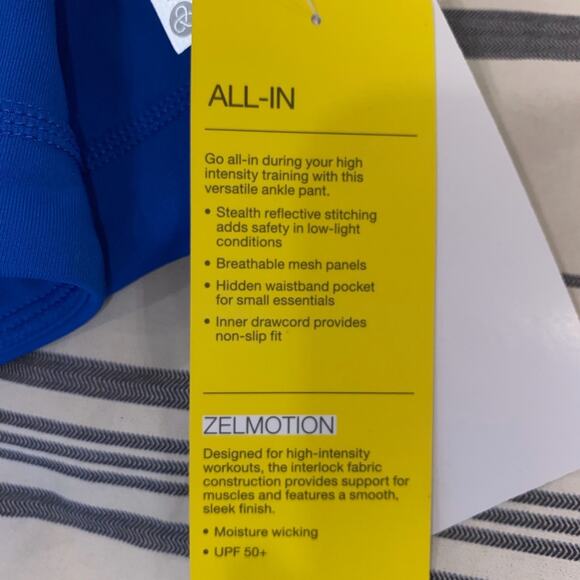 ALL-IN
Go all-in during your high
intensity training with this
versatile ankle pant.
• Stealth reflective stitching
adds safety in low-light
conditions
• Breathable mesh panels
• Hidden waistband pocket
for small essentials
• Inner drawcord provides
non-slip fit
ZELMOTION
Designed for high-intensity
workouts, the interlock fabric
construction provides support for
muscles and features a smooth,
sleek finish.
• Moisture wicking
• UPF 50+